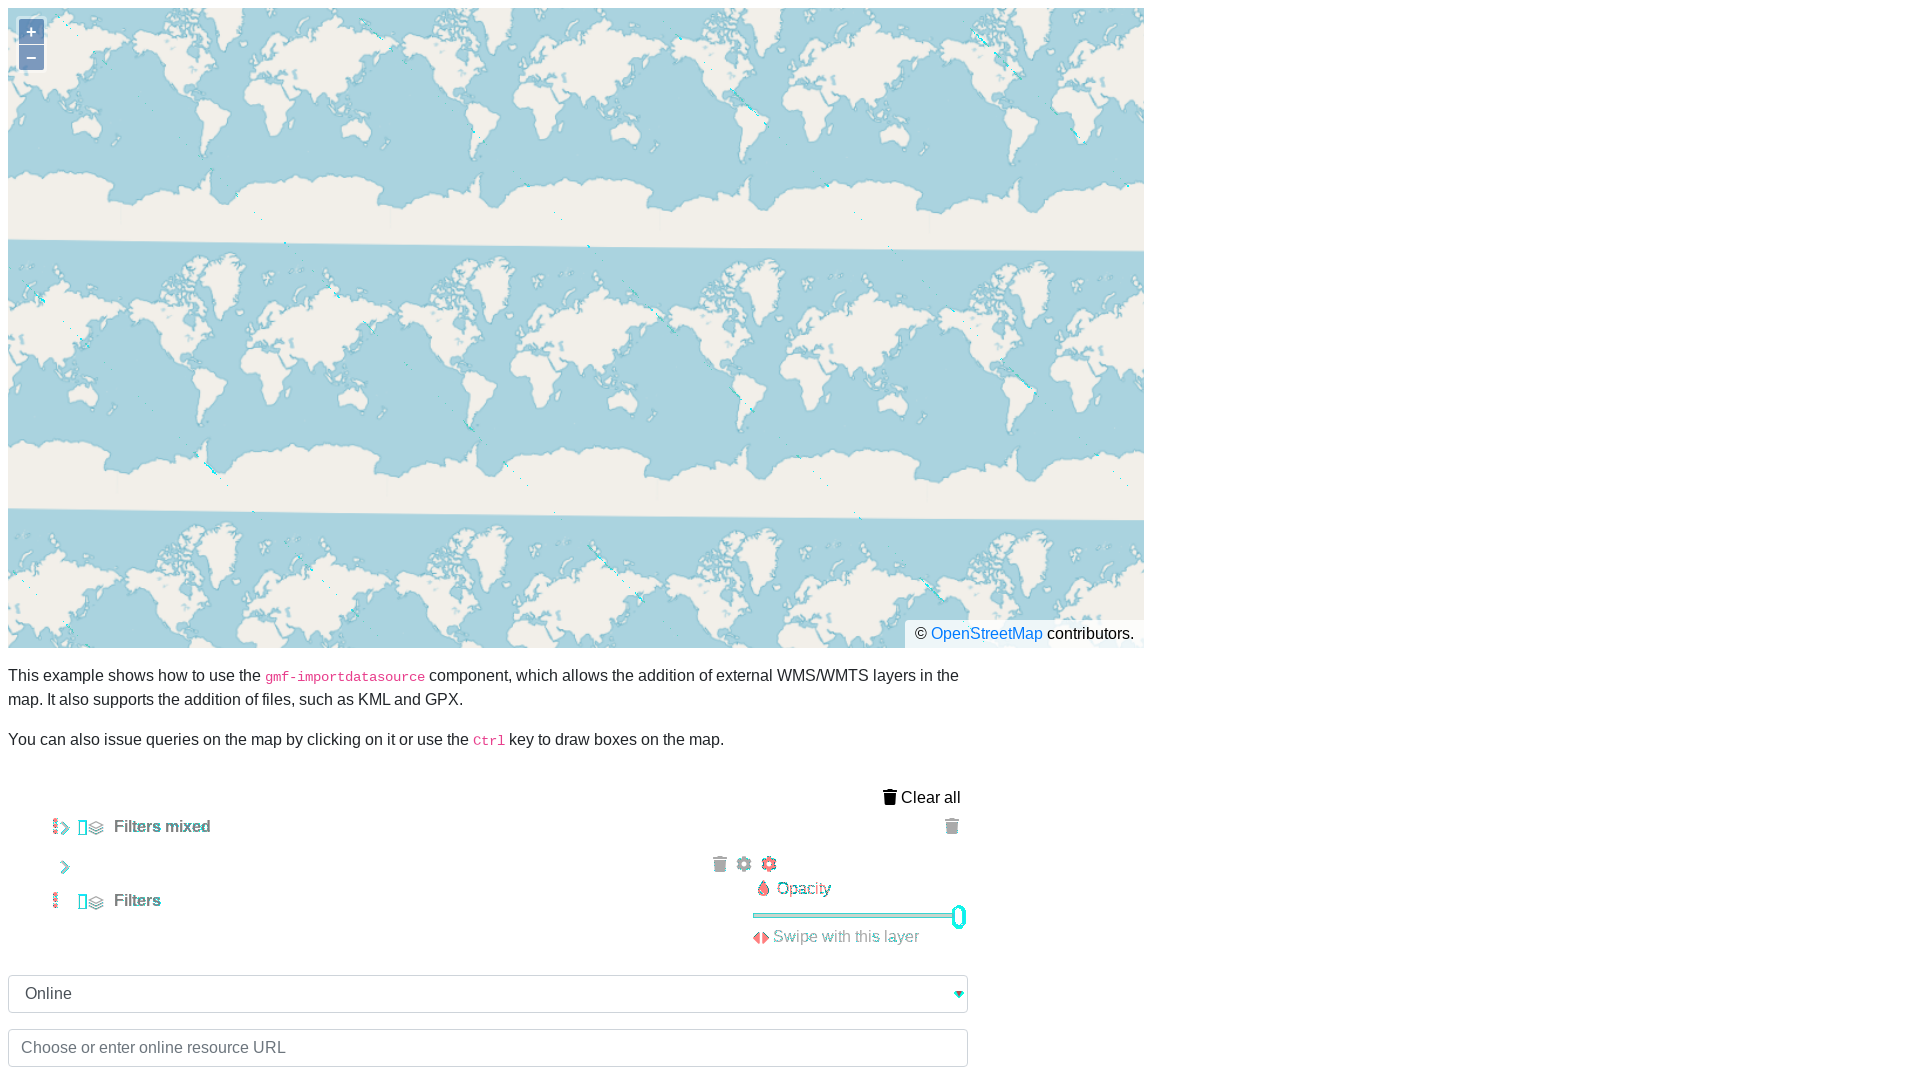 +
−
© OpenStreetMap contributors.
This example shows how to use the gmf-importdatasource component, which allows the addition of external WMS/WMTS layers in the
map. It also supports the addition of files, such as KML and GPX.
You can also issue queries on the map by clicking on it or use the Ctrl key to draw boxes on the map.
Clear all
Filters mixed
Opacity
Filters
Swipe with this layer
Online
Choose or enter online resource URL